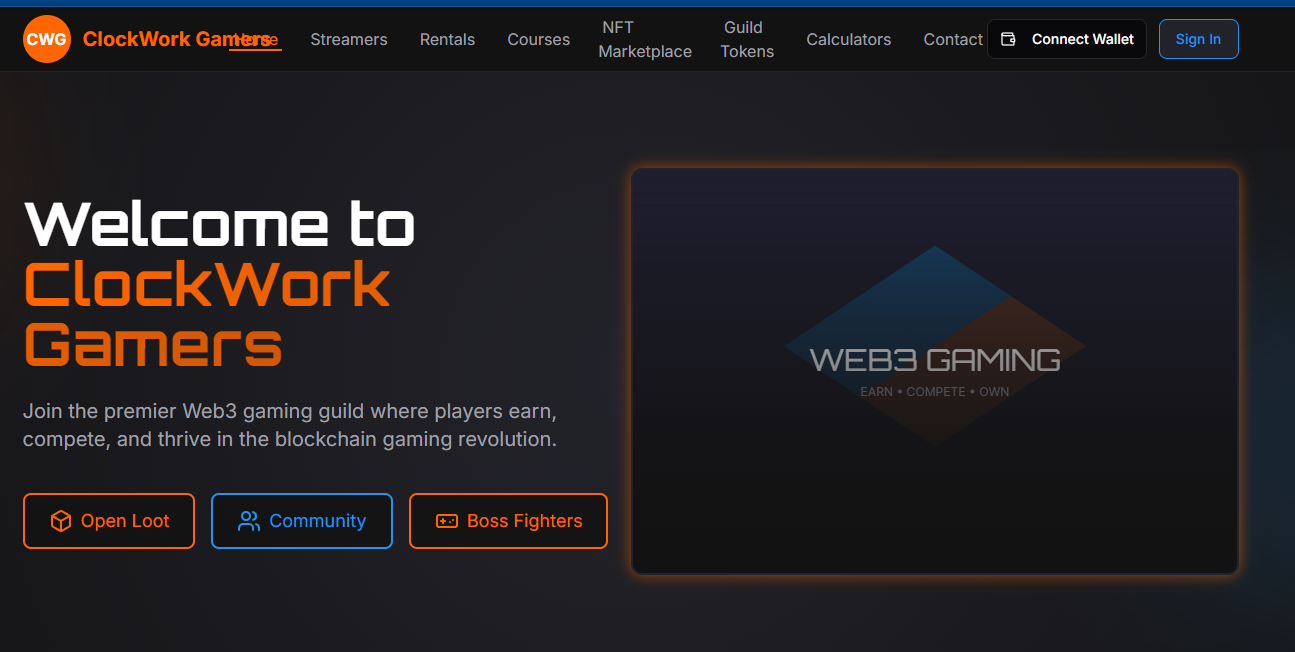 CWG ClockWork Gamers Home Streamers Rentals Courses NFT Marketplace Guild Tokens Calculators Contact Connect Wallet Sign In
Welcome to
ClockWork
Gamers
Join the premier Web3 gaming guild where players earn,
compete, and thrive in the blockchain gaming revolution.
Open Loot Community Boss Fighters
WEB3 GAMING
EARN • COMPETE • OWN